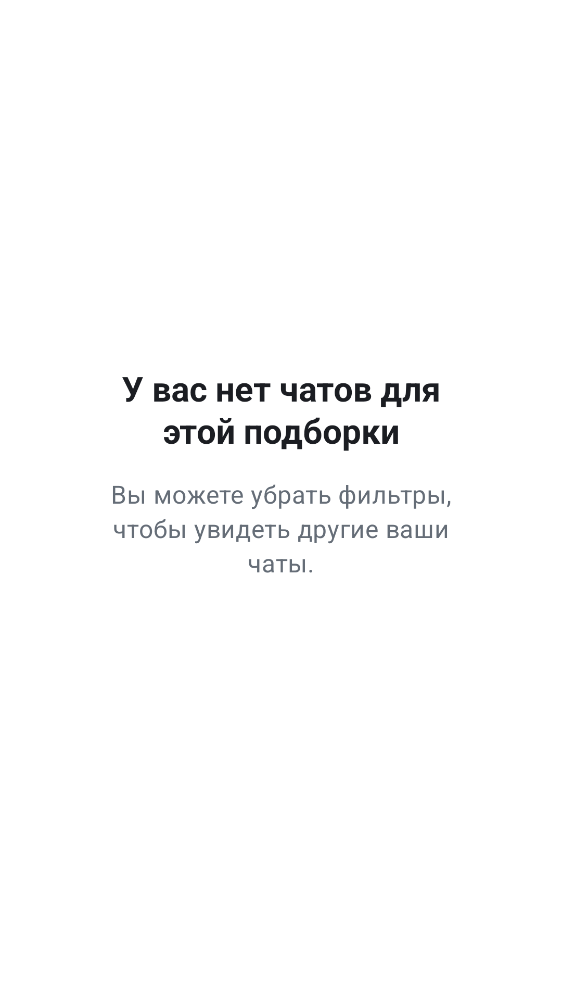 У вас нет чатов для
этой подборки
Вы можете убрать фильтры,
чтобы увидеть другие ваши
чаты.